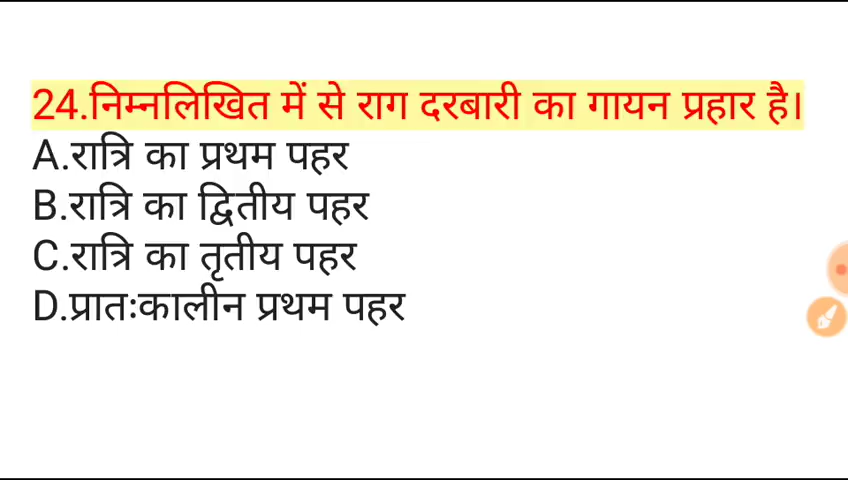 24.निम्नलिखित में से राग दरबारी का गायन प्रहार है।
A.रात्रि का प्रथम पहर
B.रात्रि का द्वितीय पहर
C.रात्रि का तृतीय पहर
D.प्रातःकालीन प्रथम पहर